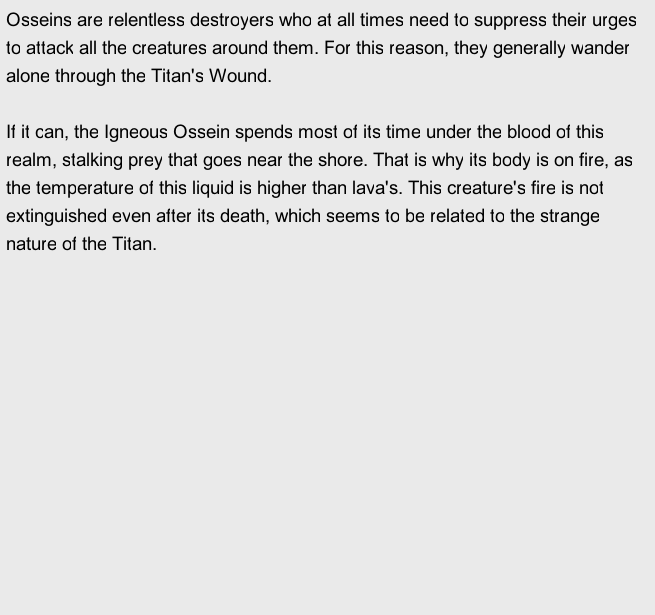 Osseins are relentless destroyers who at all times need to suppress their urges
to attack all the creatures around them. For this reason, they generally wander
alone through the Titan's Wound.
If it can, the Igneous Ossein spends most of its time under the blood of this
realm, stalking prey that goes near the shore. That is why its body is on fire, as
the temperature of this liquid is higher than lava's. This creature's fire is not
extinguished even after its death, which seems to be related to the strange
nature of the Titan.